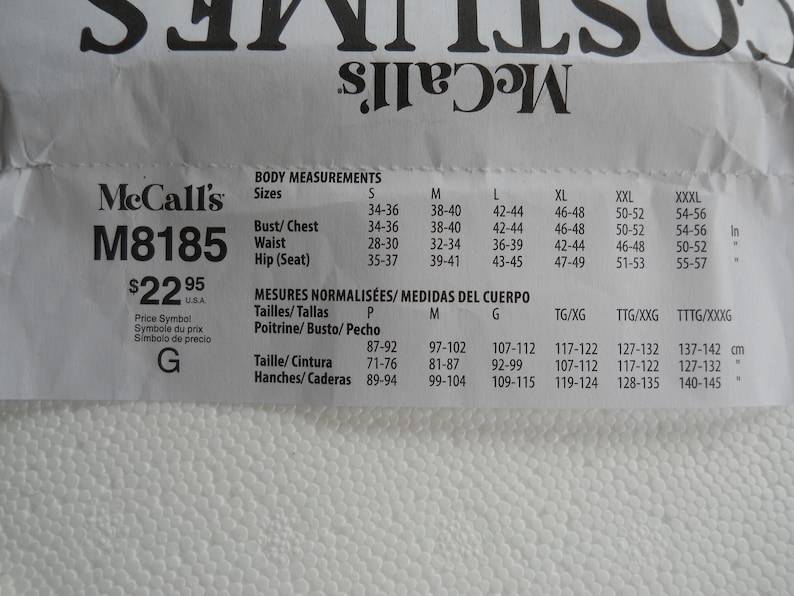 COSTUMES
McCall's
McCall's
M8185
$22.95
U.S.A.
Price Symbol
Symbole du prix
Símbolo de precio
G
BODY MEASUREMENTS
Sizes S M L XL XXL XXXL
34-36 38-40 42-44 46-48 50-52 54-56
Bust/ Chest 34-36 38-40 42-44 46-48 50-52 54-56 In
Waist 28-30 32-34 36-39 42-44 46-48 50-52 "
Hip (Seat) 35-37 39-41 43-45 47-49 51-53 55-57 "
MESURES NORMALISÉES/ MEDIDAS DEL CUERPO
Tailles/ Tallas P M G TG/XG TTG/XXG TTTG/XXXG
Poitrine/ Busto/ Pecho
87-92 97-102 107-112 117-122 127-132 137-142 cm
Taille/ Cintura 71-76 81-87 92-99 107-112 117-122 127-132 "
Hanches/ Caderas 89-94 99-104 109-115 119-124 128-135 140-145 "